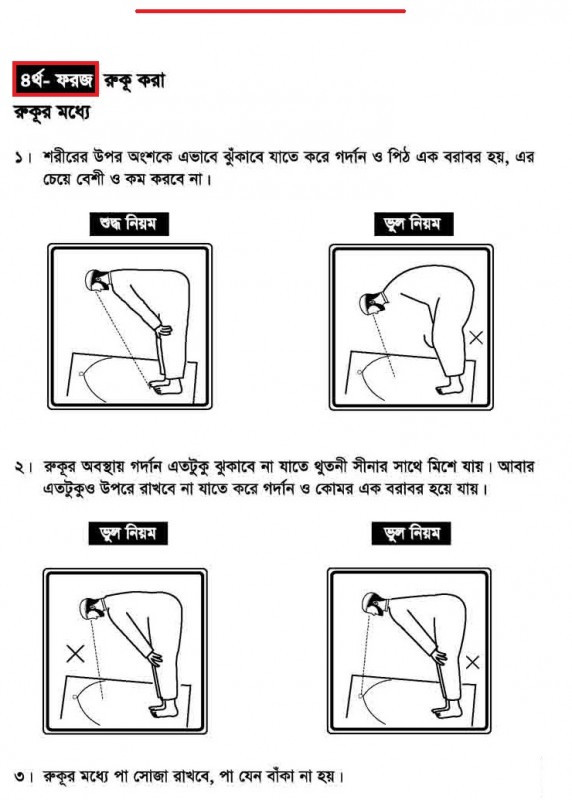 ৪র্থ- ফরজ রুকু করা
রুকুর মধ্যে
১। শরীরের উপর অংশকে এভাবে ঝুঁকাবে যাতে করে গর্দান ও পিঠ এক বরাবর হয়, এর
চেয়ে বেশী ও কম করবে না।
শুদ্ধ নিয়ম
ভুল নিয়ম
২। রুকূর অবস্থায় গর্দান এতটুকু ঝুকাবে না যাতে থুতনী সীনার সাথে মিশে যায়। আবার
এতটুকুও উপরে রাখবে না যাতে করে গর্দান ও কোমর এক বরাবর হয়ে যায়।
ভুল নিয়ম
ভুল নিয়ম
৩। রুকূর মধ্যে পা সোজা রাখবে, পা যেন বাঁকা না হয়।